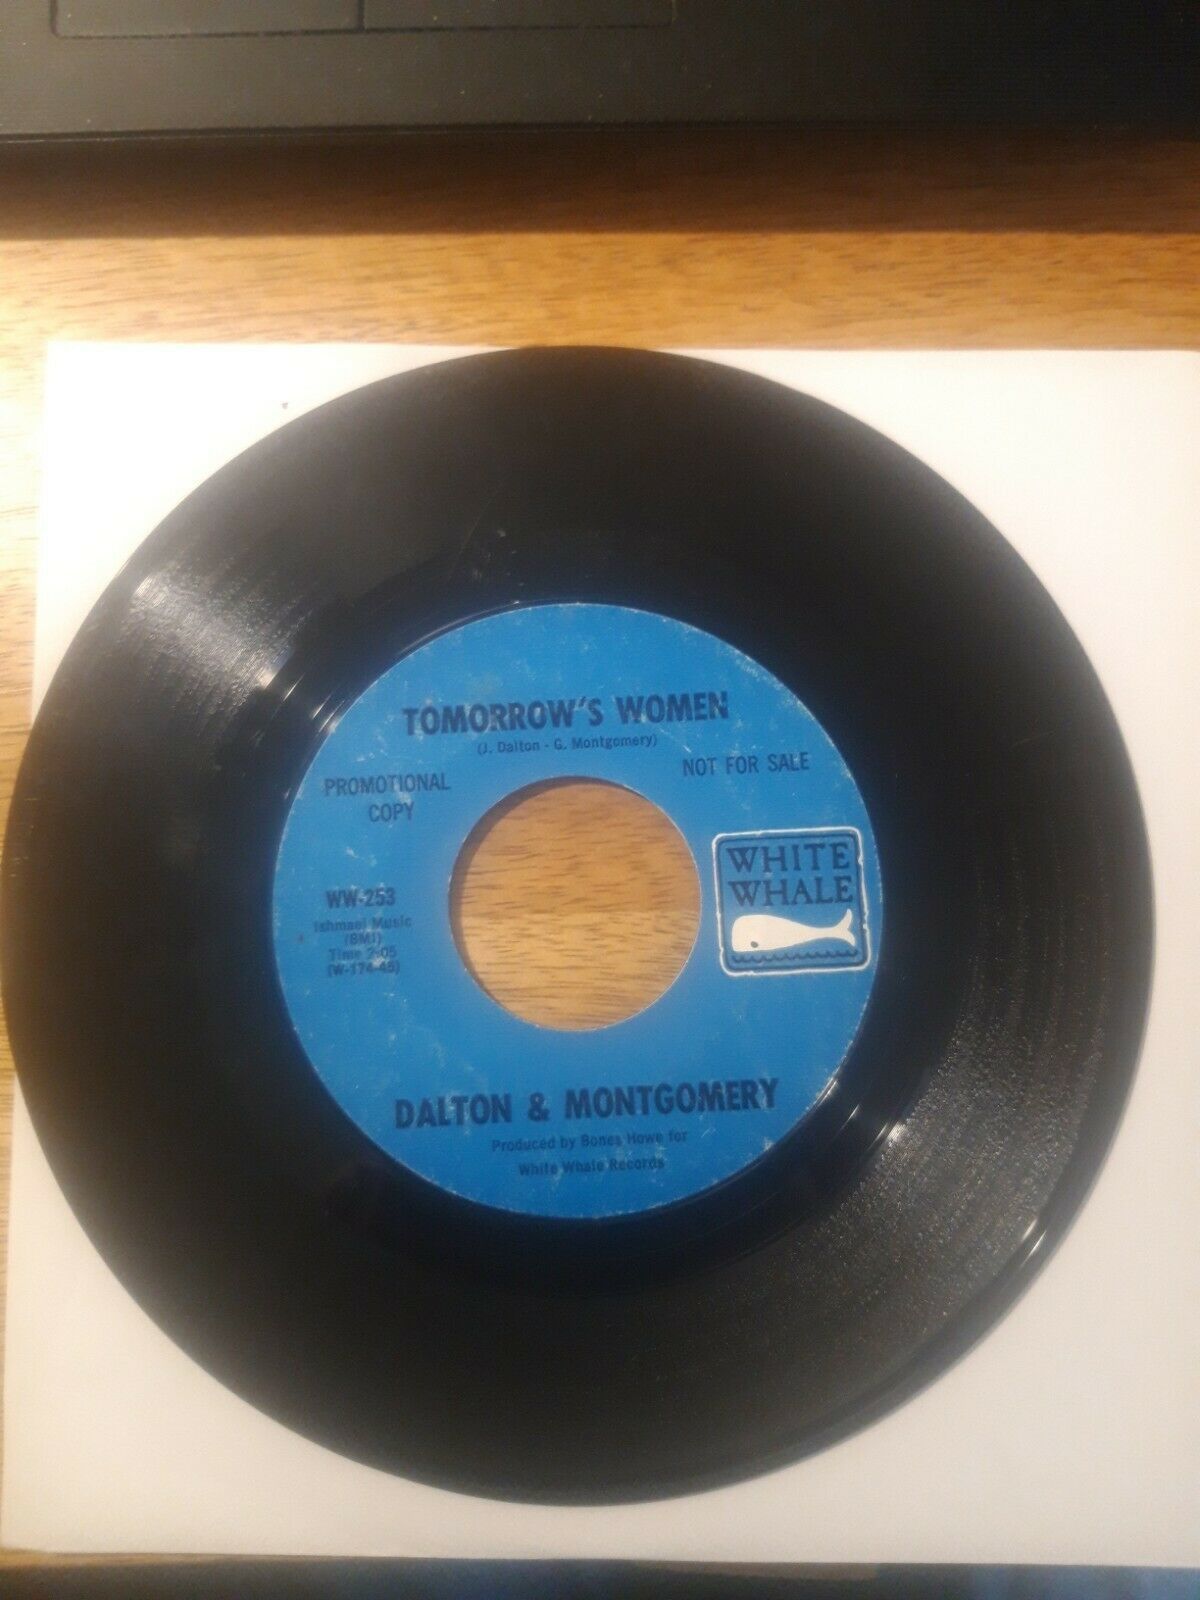 TOMORROW'S WOMEN
(J. Dalton - G. Montgomery)
PROMOTIONAL
COPY
NOT FOR SALE
WW-253
Ishmael Music
(BMI)
Time 2:05
(W-174-45)
WHITE
WHALE
DALTON & MONTGOMERY
Produced by Bones Howe for
White Whale Records